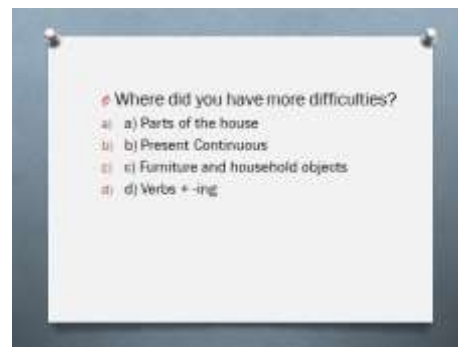 Where did you have more difficulties?
a) a) Parts of the house
b) b) Present Continuous
c) c) Furniture and household objects
d) d) Verbs + -ing